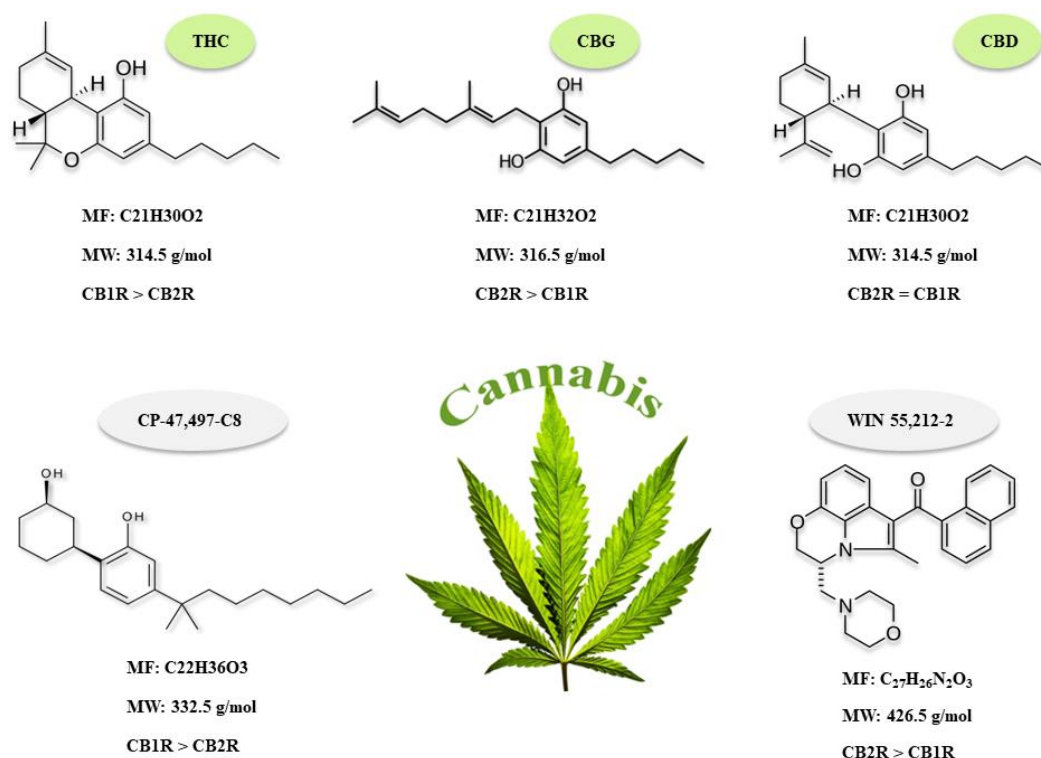 THC
CBG
CBD
OH
H
H
O
OH
HO
OH
H
H
HO
MF: C21H30O2
MF: C21H32O2
MF: C21H30O2
MW: 314.5 g/mol
MW: 316.5 g/mol
MW: 314.5 g/mol
CB1R > CB2R
CB2R > CB1R
CB2R = CB1R
Cannabis
CP-47,497-C8
WIN 55,212-2
OH
OH
O
O
N
N
O
MF: C22H36O3
MW: 332.5 g/mol
CB1R > CB2R
MF: C₂₇H₂₆N₂O₃
MW: 426.5 g/mol
CB2R > CB1R